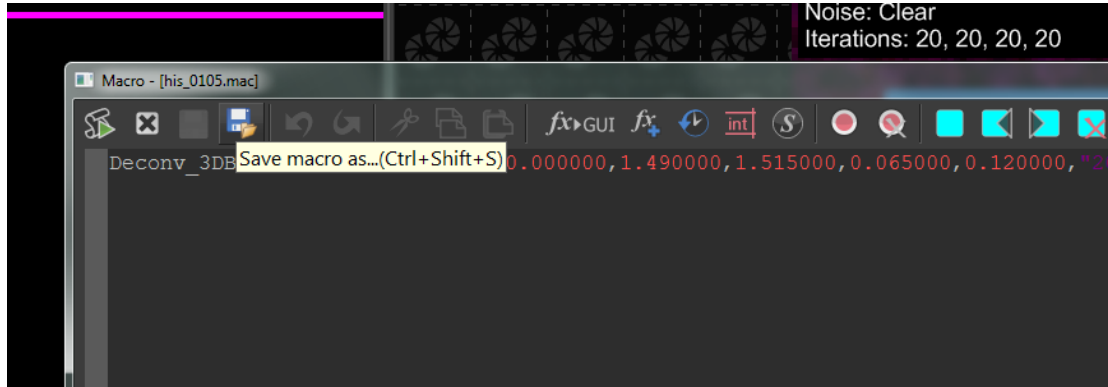 Noise: Clear
Iterations: 20, 20, 20, 20
Macro - [his_0105.mac]
fx▸GUI fx int S
Deconv_3DB Save macro as...(Ctrl+Shift+S) 0.000000,1.490000,1.515000,0.065000,0.120000,"2